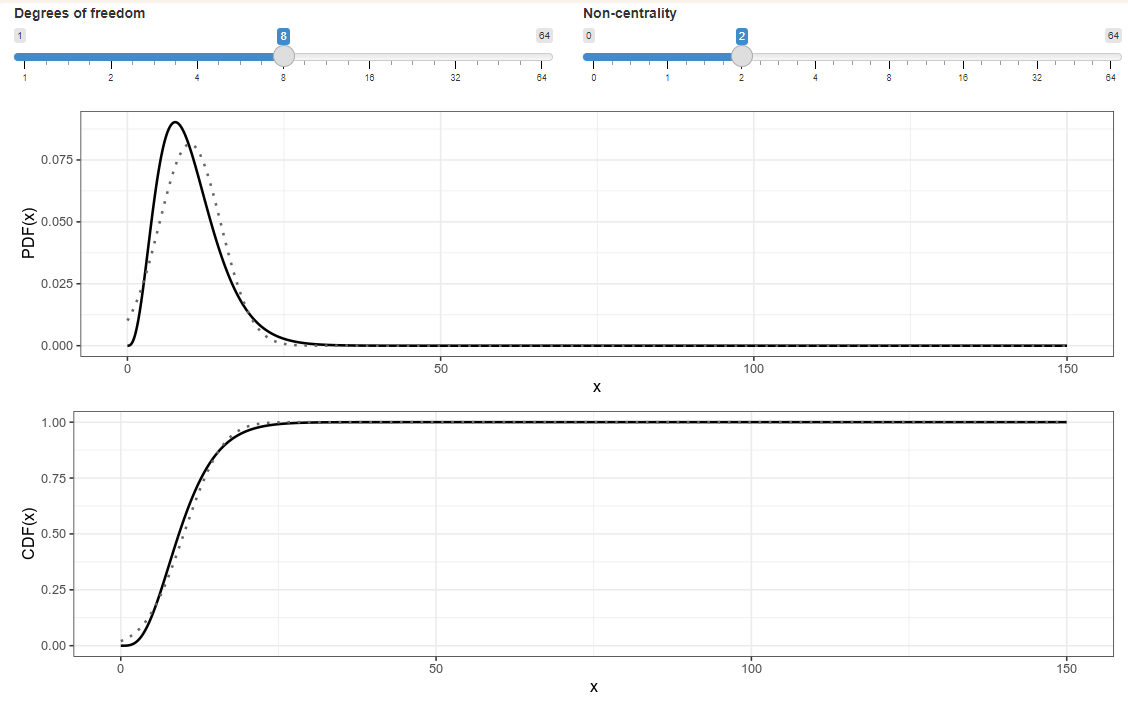 Degrees of freedom
Non-centrality
1 8 64
0 2 64
1 2 4 8 16 32 64
0 1 2 4 8 16 32 64
PDF(x)
0.075
0.050
0.025
0.000
0 50 100 150
x
CDF(x)
1.00
0.75
0.50
0.25
0.00
0 50 100 150
x